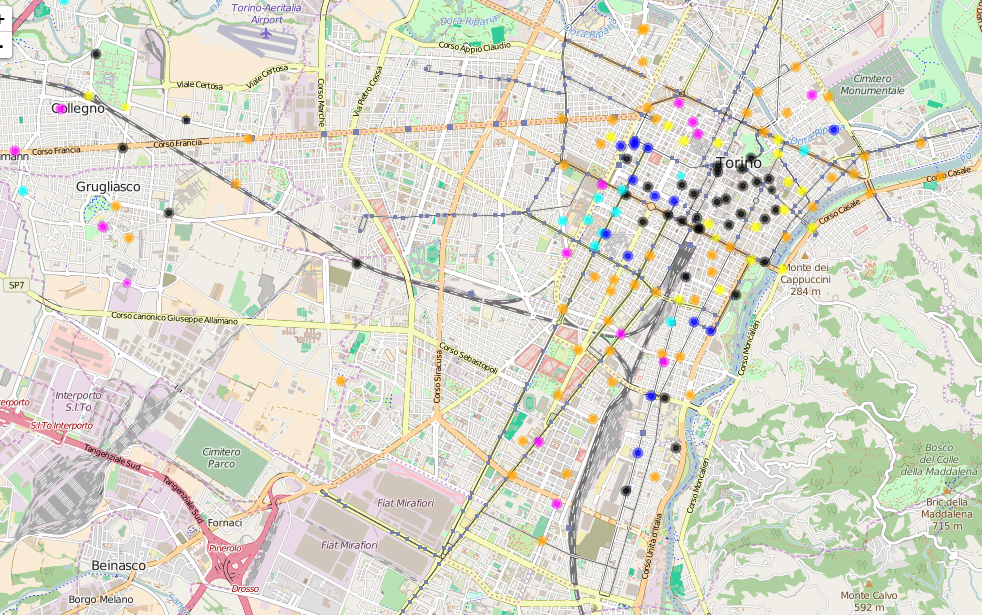 +
-
Torino-Aeritalia
Airport
Dora Riparia
Dora Riparia
Corso Appio Claudio
Viale Certosa
Viale Certosa
Corso Marche
Via Pietro Cossa
Cimitero
Monumentale
Collegno
Corso Francia
Corso Francia
Torino
Dora Riparia
Corso Casale
Corso Casale
Grugliasco
Monte dei
Cappuccini
284 m
SP7
Corso canonico Giuseppe Allamano
Corso Sebastopoli
Corso Siracusa
Corso Moncalieri
Interporto
S.I.To
S.I.To Interporto
Tangenziale Sud
Tangenziale Sud
Cimitero
Parco
Fiat Mirafiori
Fiat Mirafiori
Bosco
del Colle
della Maddalena
Bric della
Maddalena
715 m
Corso Moncalieri
Corso Unità d'Italia
Fornaci
Pinerolo
Drosso
Beinasco
Borgo Melano
Monte Calvo
592 m